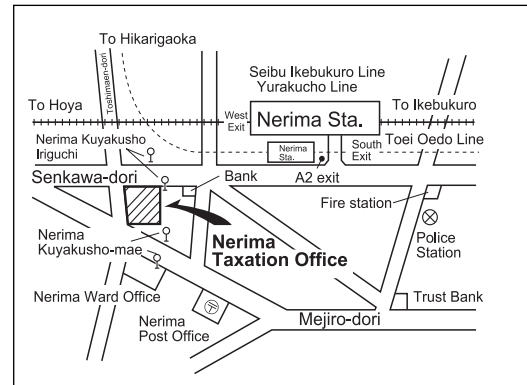 To Hikarigaoka
Toshimaen-dori
Seibu Ikebukuro Line
Yurakucho Line
To Hoya
West
Exit
Nerima Sta.
To Ikebukuro
Nerima Kuyakusho
Iriguchi
Nerima
Sta.
South
Exit
Toei Oedo Line
Senkawa-dori
Bank
A2 exit
Fire station
Nerima
Kuyakusho-mae
Nerima
Taxation Office
Police
Station
Nerima Ward Office
Nerima
Post Office
〒
Trust Bank
Mejiro-dori